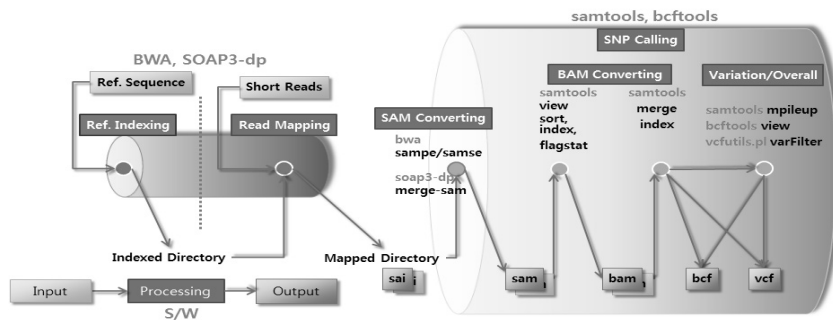 samtools, bcftools
SNP Calling
BWA, SOAP3-dp
Ref. Sequence
Short Reads
Ref. Indexing
Read Mapping
SAM Converting
bwa
sampe/samse
soap3-dp
merge-sam
BAM Converting
samtools
view
sort,
index,
flagstat
samtools
merge
index
Variation/Overall
samtools mpileup
bcftools view
vcfutils.pl varFilter
Indexed Directory
Mapped Directory
sai
sam
bam
bcf
vcf
Input
Processing
Output
S/W